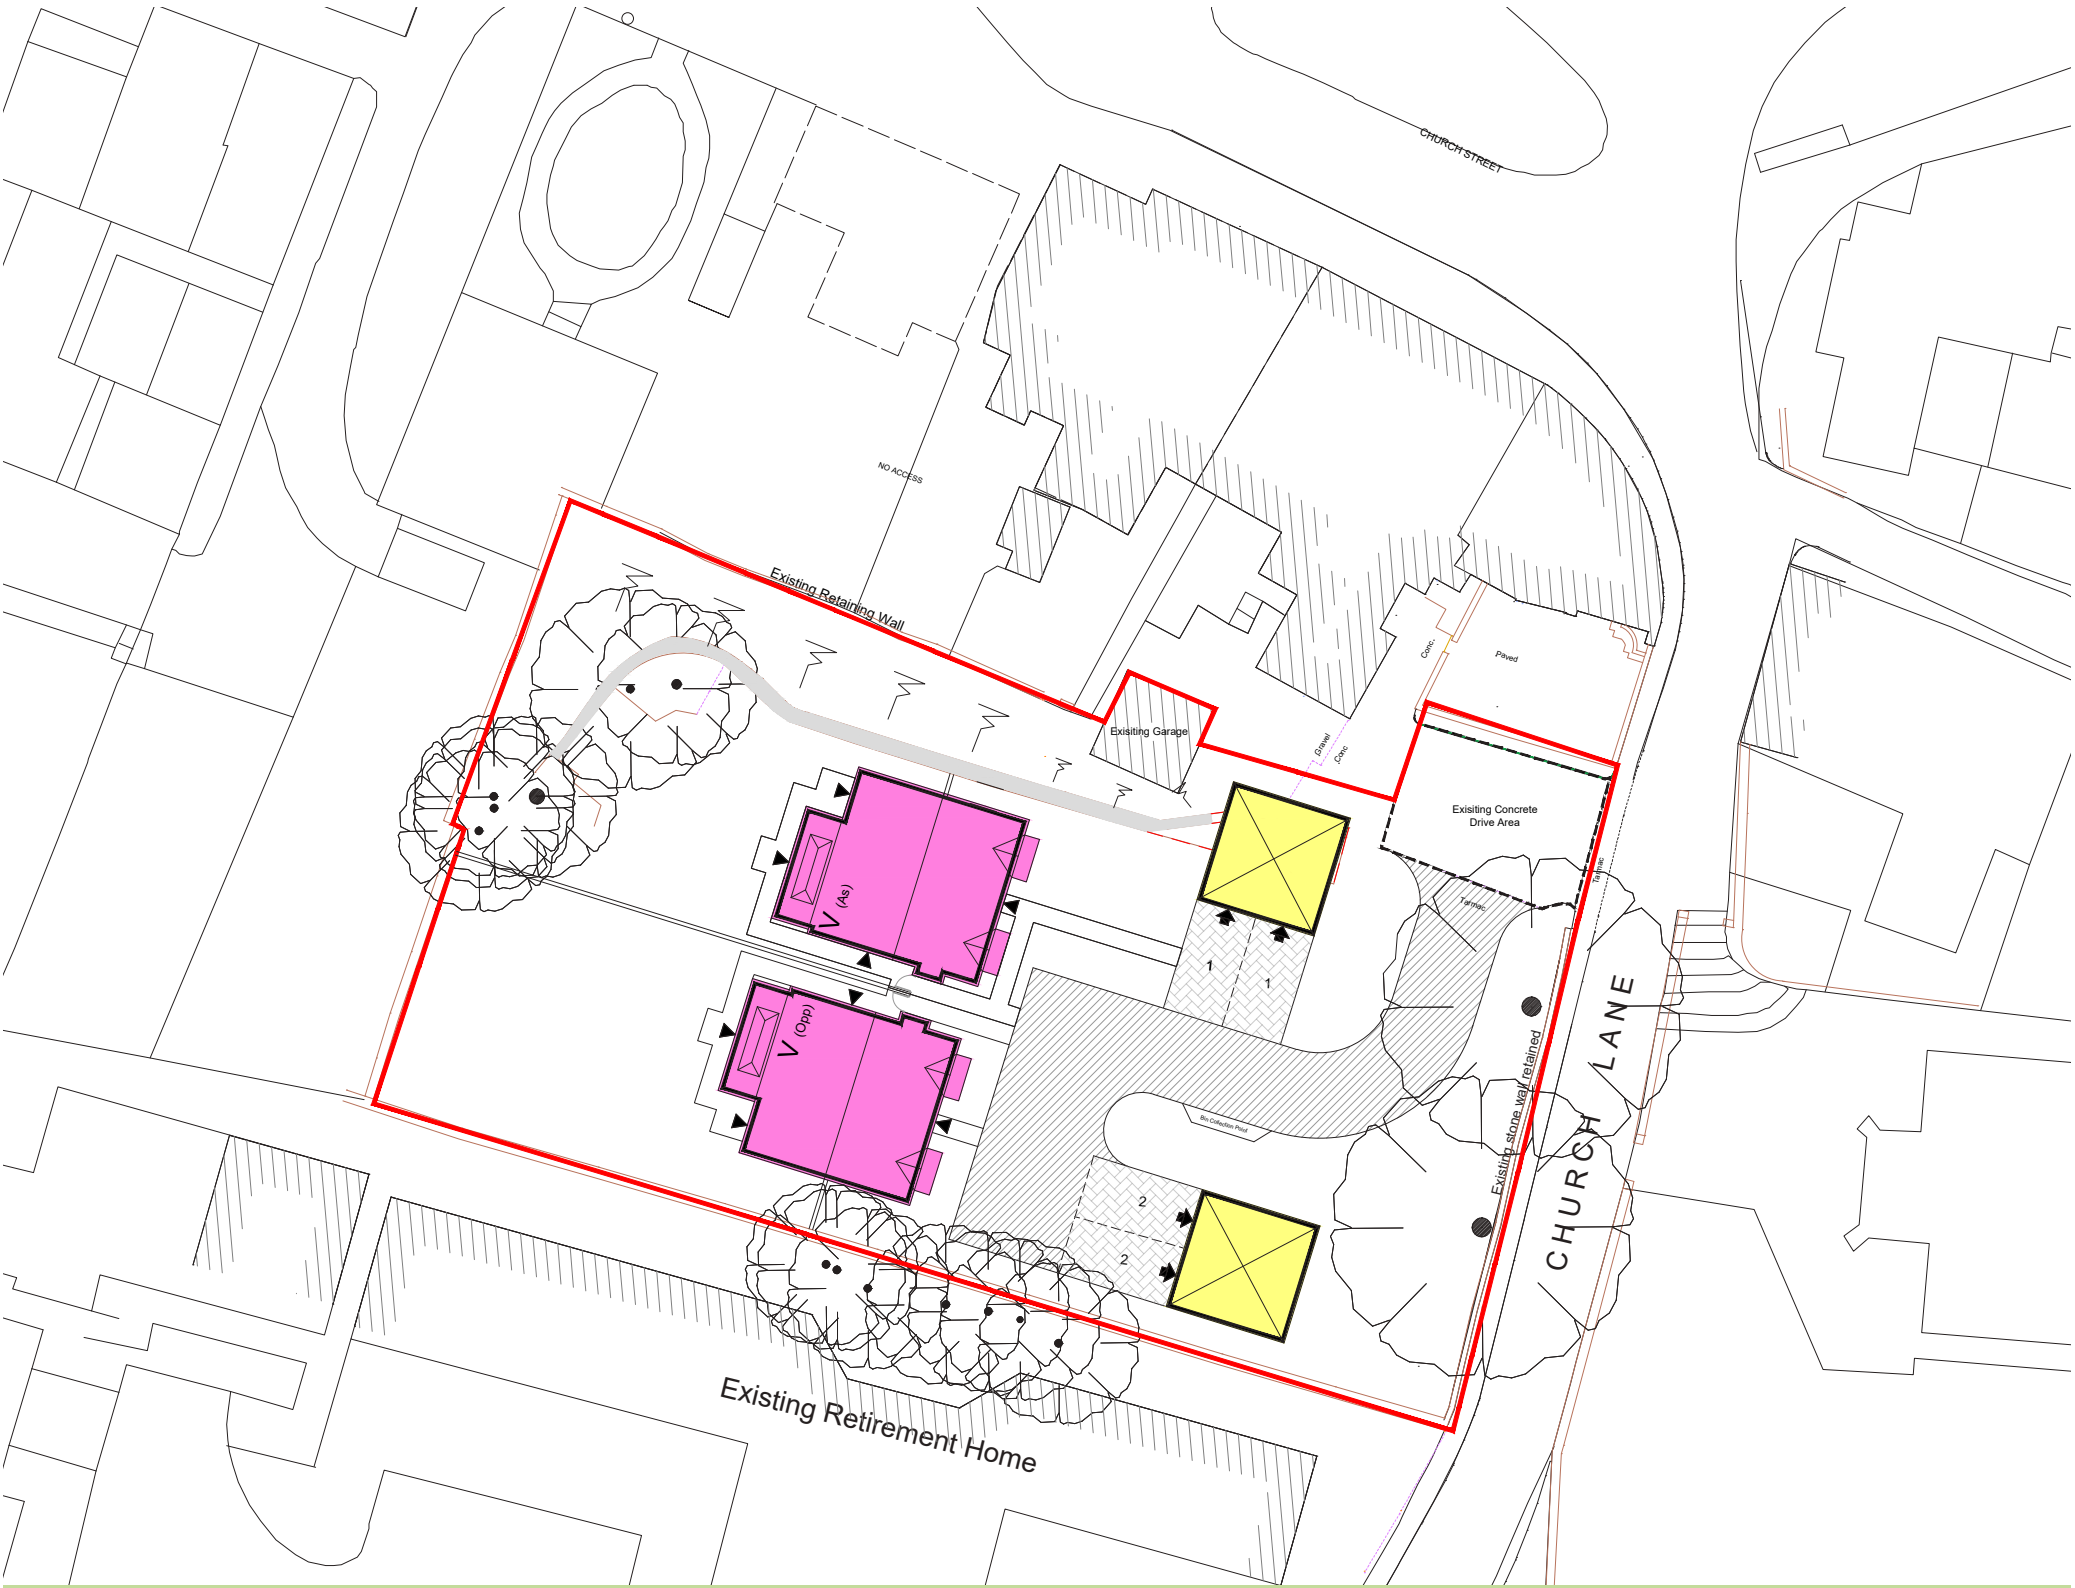 CHURCH STREET
NO ACCESS
Existing Retaining Wall
Conc.
Paved
Exisiting Garage
Gravel
Conc
Exisiting Concrete
Drive Area
Tarmac
Tarmac
V (As)
1
1
V (Opp)
Bin Collection Point
2
2
Existing stone wall retained
CHURCH LANE
Existing Retirement Home